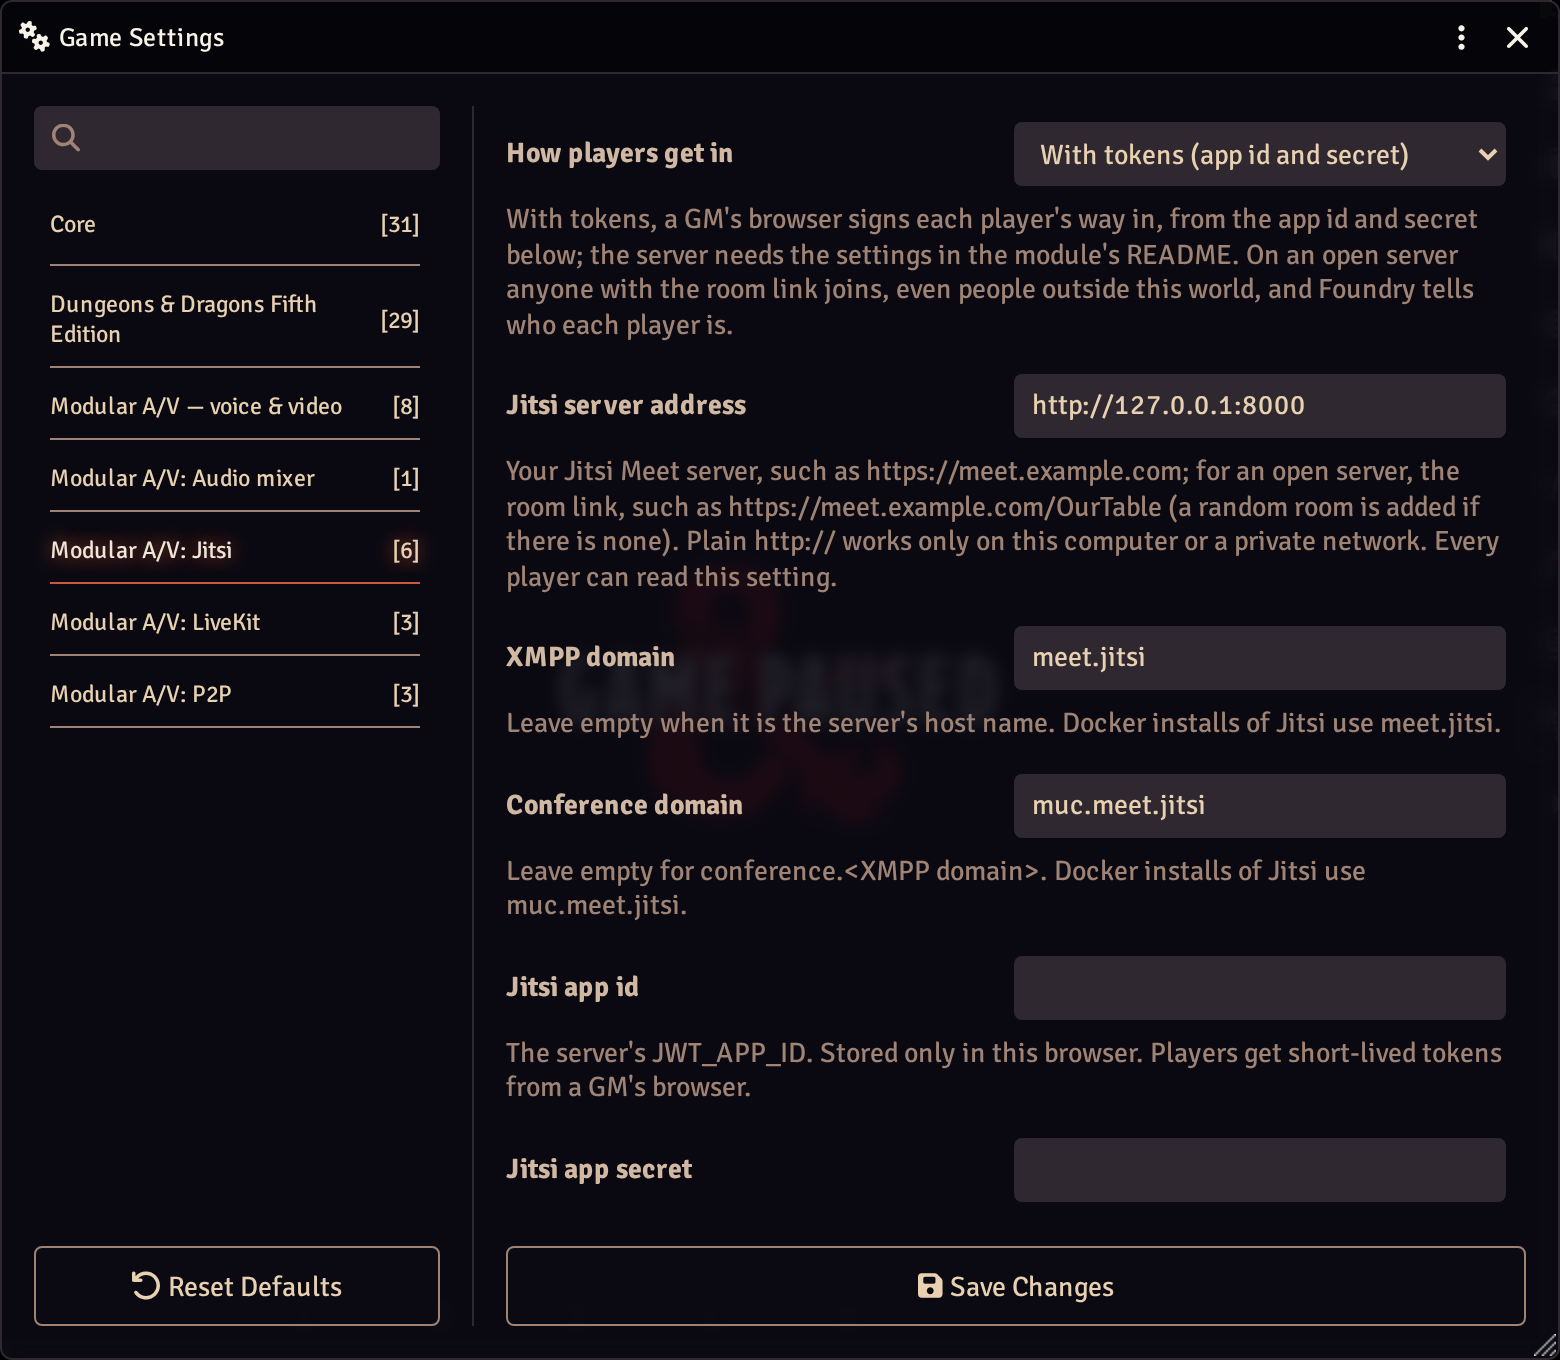 Game Settings
Core [31]
Dungeons & Dragons Fifth
Edition [29]
Modular A/V — voice & video [8]
Modular A/V: Audio mixer [1]
Modular A/V: Jitsi [6]
Modular A/V: LiveKit [3]
Modular A/V: P2P [3]
Reset Defaults
How players get in With tokens (app id and secret)
With tokens, a GM's browser signs each player's way in, from the app id and secret
below; the server needs the settings in the module's README. On an open server
anyone with the room link joins, even people outside this world, and Foundry tells
who each player is.
Jitsi server address http://127.0.0.1:8000
Your Jitsi Meet server, such as https://meet.example.com; for an open server, the
room link, such as https://meet.example.com/OurTable (a random room is added if
there is none). Plain http:// works only on this computer or a private network. Every
player can read this setting.
XMPP domain meet.jitsi
GAME PAUSED
Leave empty when it is the server's host name. Docker installs of Jitsi use meet.jitsi.
Conference domain muc.meet.jitsi
Leave empty for conference.<XMPP domain>. Docker installs of Jitsi use
muc.meet.jitsi.
Jitsi app id
The server's JWT_APP_ID. Stored only in this browser. Players get short-lived tokens
from a GM's browser.
Jitsi app secret
Save Changes